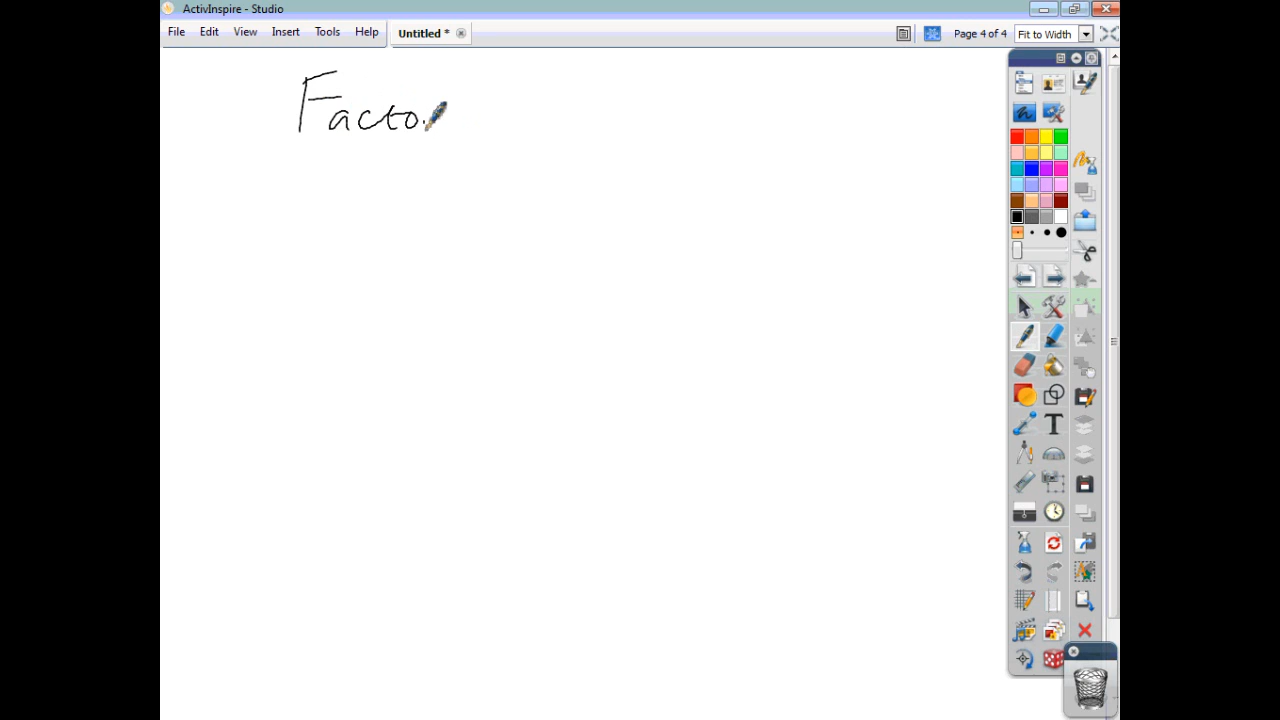 ActivInspire - Studio
File Edit View Insert Tools Help Untitled * Page 4 of 4 Fit to Width
Facto